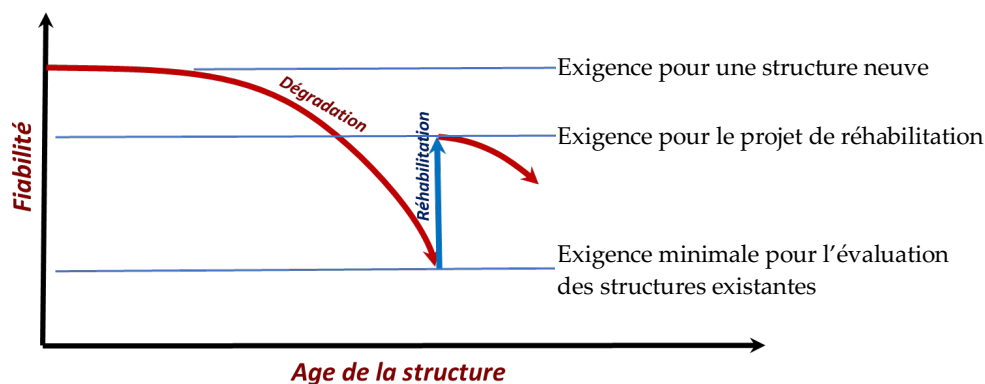 Exigence pour une structure neuve
Dégradation
Exigence pour le projet de réhabilitation
Réhabilitation
Fiabilité
Exigence minimale pour l’évaluation
des structures existantes
Age de la structure